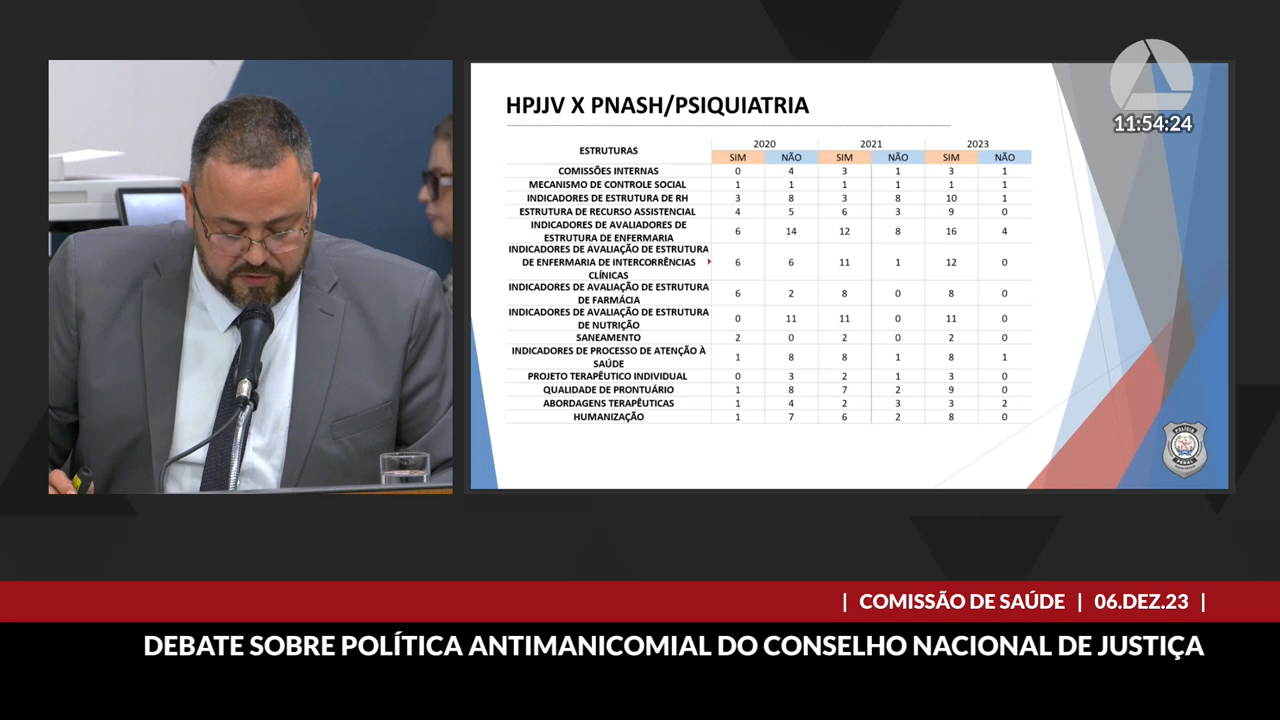 11:54:24
HPJJV X PNASH/PSIQUIATRIA
ESTRUTURAS 2020 2021 2023
SIM NÃO SIM NÃO SIM NÃO
COMISSÕES INTERNAS 0 4 3 1 3 1
MECANISMO DE CONTROLE SOCIAL 1 1 1 1 1 1
INDICADORES DE ESTRUTURA DE RH 3 8 3 8 10 1
ESTRUTURA DE RECURSO ASSISTENCIAL 4 5 6 3 9 0
INDICADORES DE AVALIADORES DE
ESTRUTURA DE ENFERMARIA 6 14 12 8 16 4
INDICADORES DE AVALIAÇÃO DE ESTRUTURA
DE ENFERMARIA DE INTERCORRÊNCIAS 6 6 11 1 12 0
CLÍNICAS
INDICADORES DE AVALIAÇÃO DE ESTRUTURA
DE FARMÁCIA 6 2 8 0 8 0
INDICADORES DE AVALIAÇÃO DE ESTRUTURA
DE NUTRIÇÃO 0 11 11 0 11 0
SANEAMENTO 2 0 2 0 2 0
INDICADORES DE PROCESSO DE ATENÇÃO À
SAÚDE 1 8 8 1 8 1
PROJETO TERAPÊUTICO INDIVIDUAL 0 3 2 1 3 0
QUALIDADE DE PRONTUÁRIO 1 8 7 2 9 0
ABORDAGENS TERAPÊUTICAS 1 4 2 3 3 2
HUMANIZAÇÃO 1 7 6 2 8 0
POLÍCIA
PENAL
| COMISSÃO DE SAÚDE | 06.DEZ.23 |
DEBATE SOBRE POLÍTICA ANTIMANICOMIAL DO CONSELHO NACIONAL DE JUSTIÇA